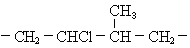 CH₃
– CH₂ – CHCl – CH – CH₂ –